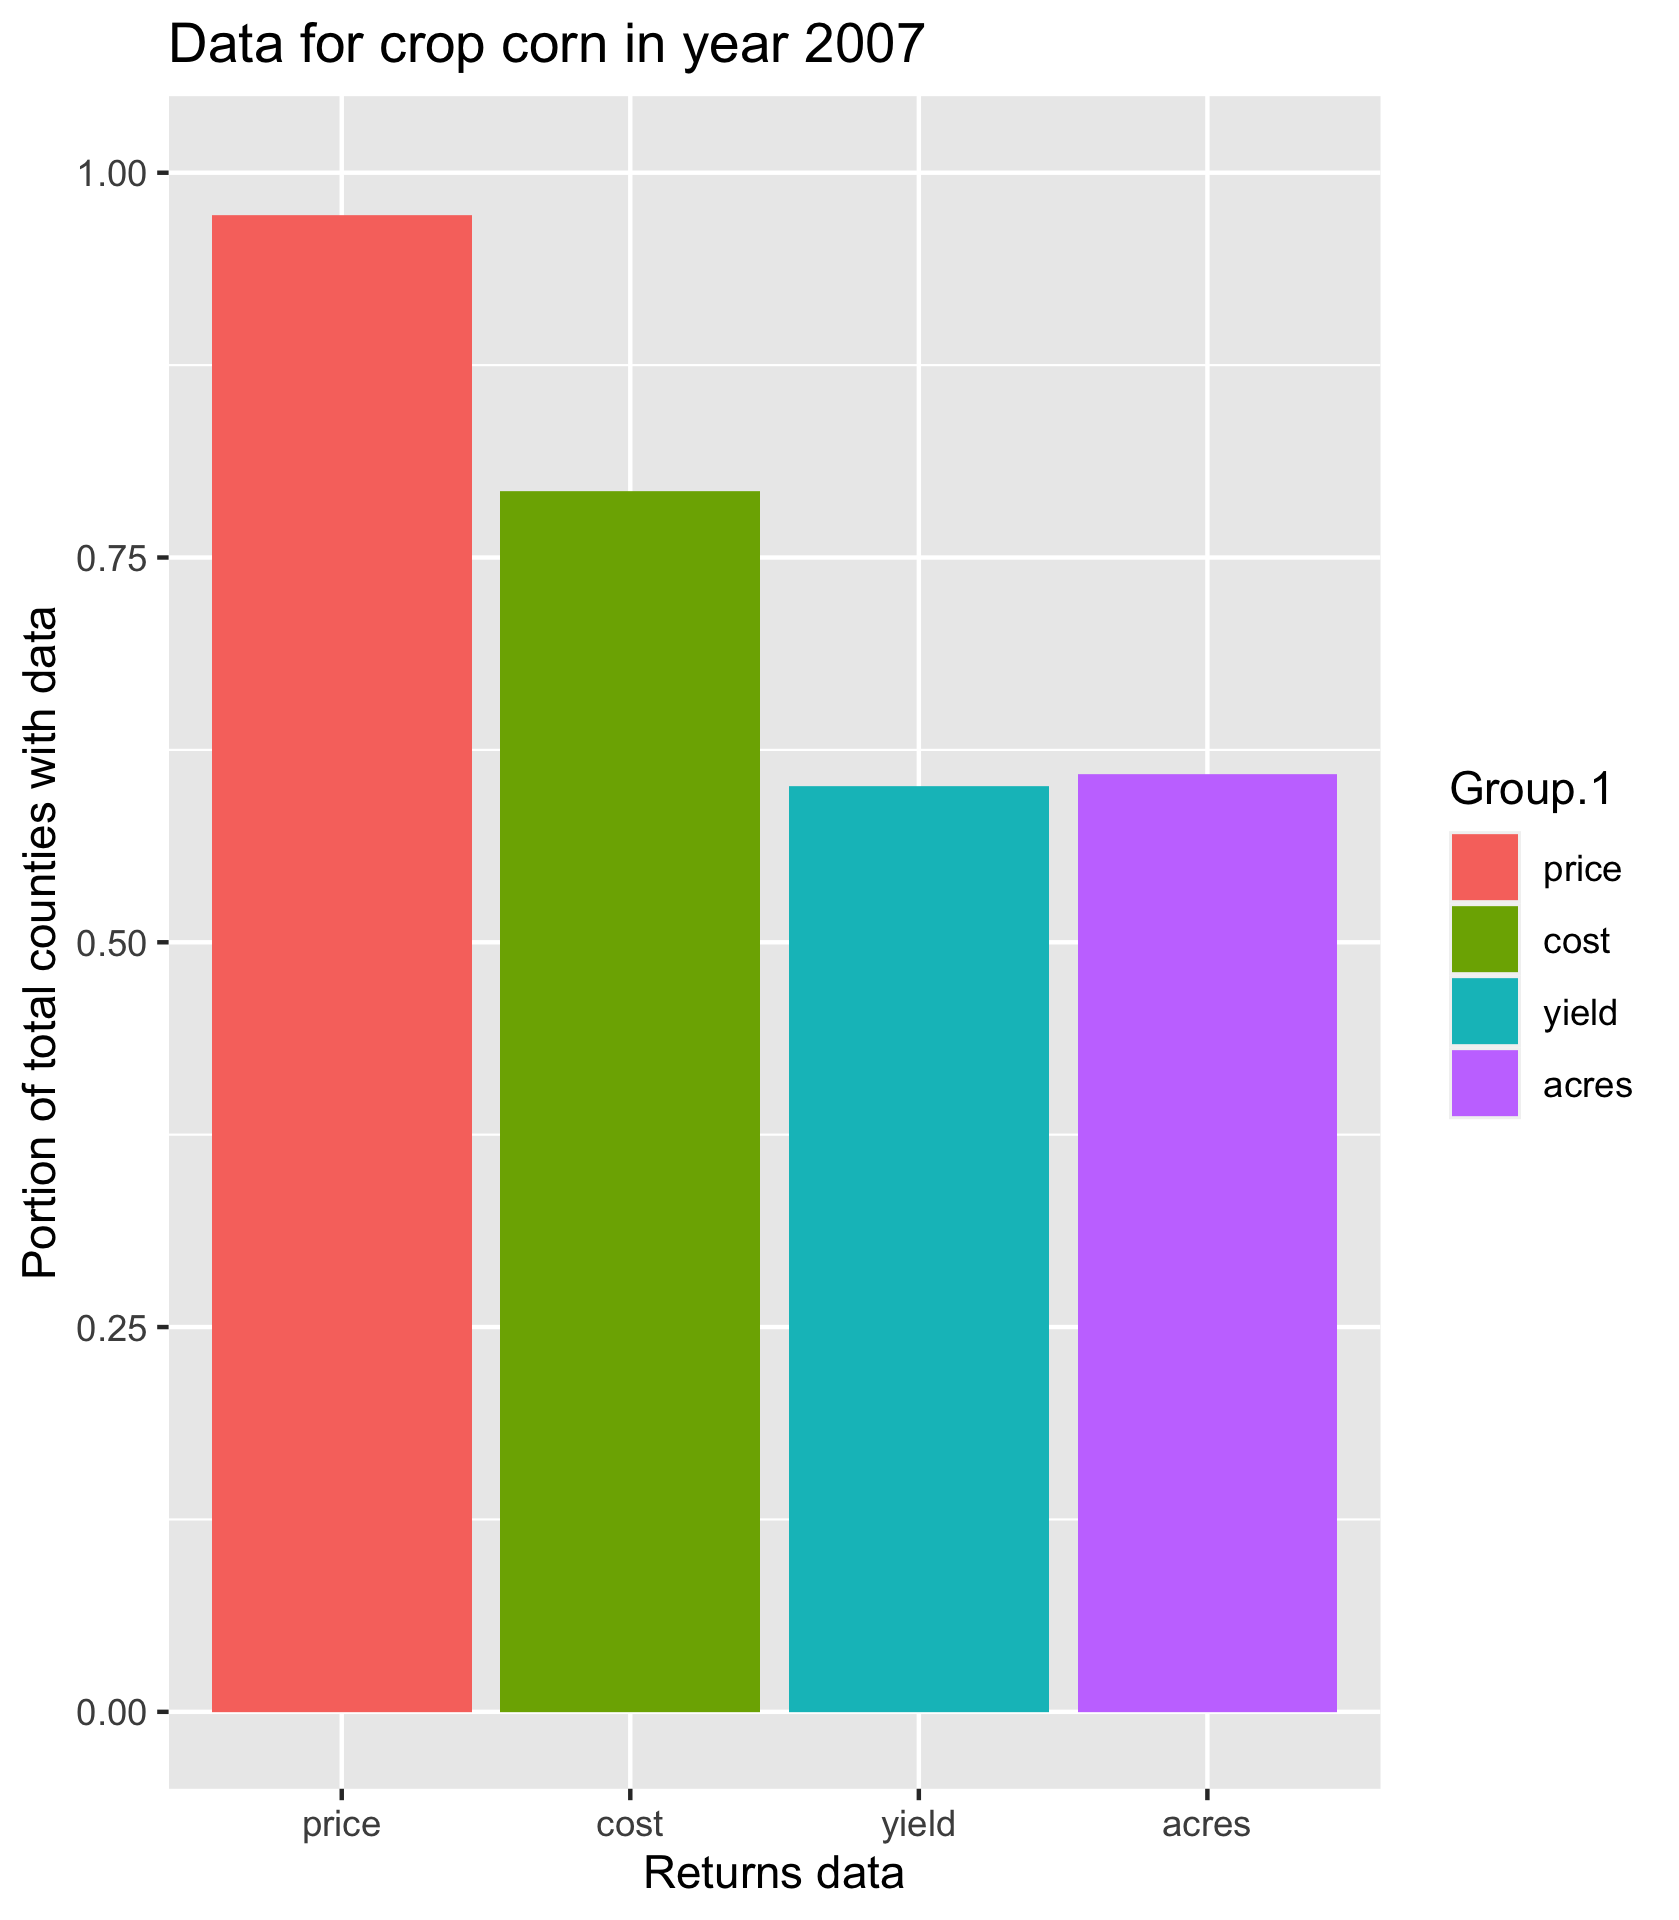 Data for crop corn in year 2007
Portion of total counties with data
1.00
0.75
0.50
0.25
0.00
price
cost
yield
acres
Returns data
Group.1
price
cost
yield
acres